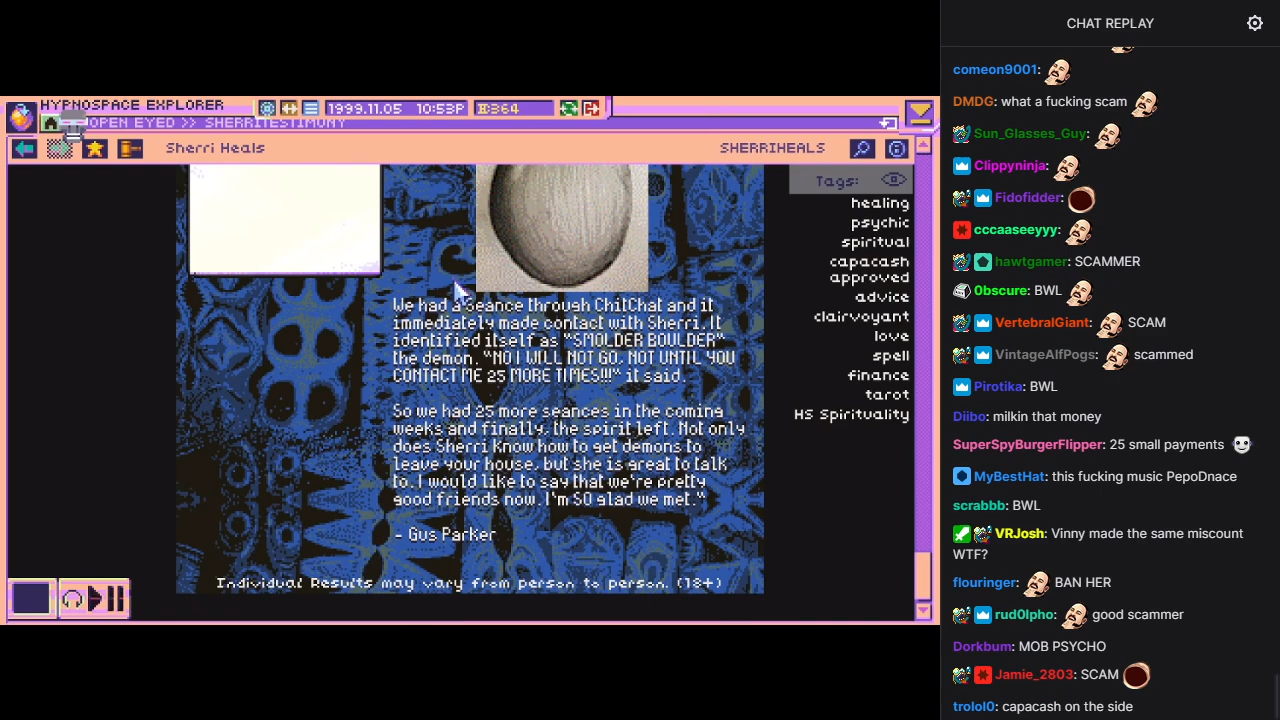 HYPNOSPACE EXPLORER
1999.11.05 10:53P
364
OPEN EYED >> SHERRITESTIMONY
Sherri Heals
SHERRIHEALS
Tags:
healing
psychic
spiritual
capacash
approved
advice
clairvoyant
love
spell
finance
tarot
HS Spirituality
We had a seance through ChitChat and it
immediately made contact with Sherri. It
identified itself as "SMOLDER BOULDER"
the demon. "NO I WILL NOT GO, NOT UNTIL YOU
CONTACT ME 25 MORE TIMES!!!" it said.
So we had 25 more seances in the coming
weeks and finally, the spirit left. Not only
does Sherri know how to get demons to
leave your house, but she is great to talk
to. I would like to say that we're pretty
good friends now. I'm SO glad we met."
- Gus Parker
Individual Results may vary from person to person. (18+)
CHAT REPLAY
comeon9001:
DMDG: what a fucking scam
Sun_Glasses_Guy:
Clippyninja:
Fidofidder:
cccaaseeyyy:
hawtgamer: SCAMMER
0bscure: BWL
VertebralGiant: SCAM
VintageAlfPogs: scammed
Pirotika: BWL
Diibo: milkin that money
SuperSpyBurgerFlipper: 25 small payments
MyBestHat: this fucking music PepoDnace
scrabbb: BWL
VRJosh: Vinny made the same miscount
WTF?
flouringer: BAN HER
rud0lpho: good scammer
Dorkbum: MOB PSYCHO
Jamie_2803: SCAM
trolol0: capacash on the side